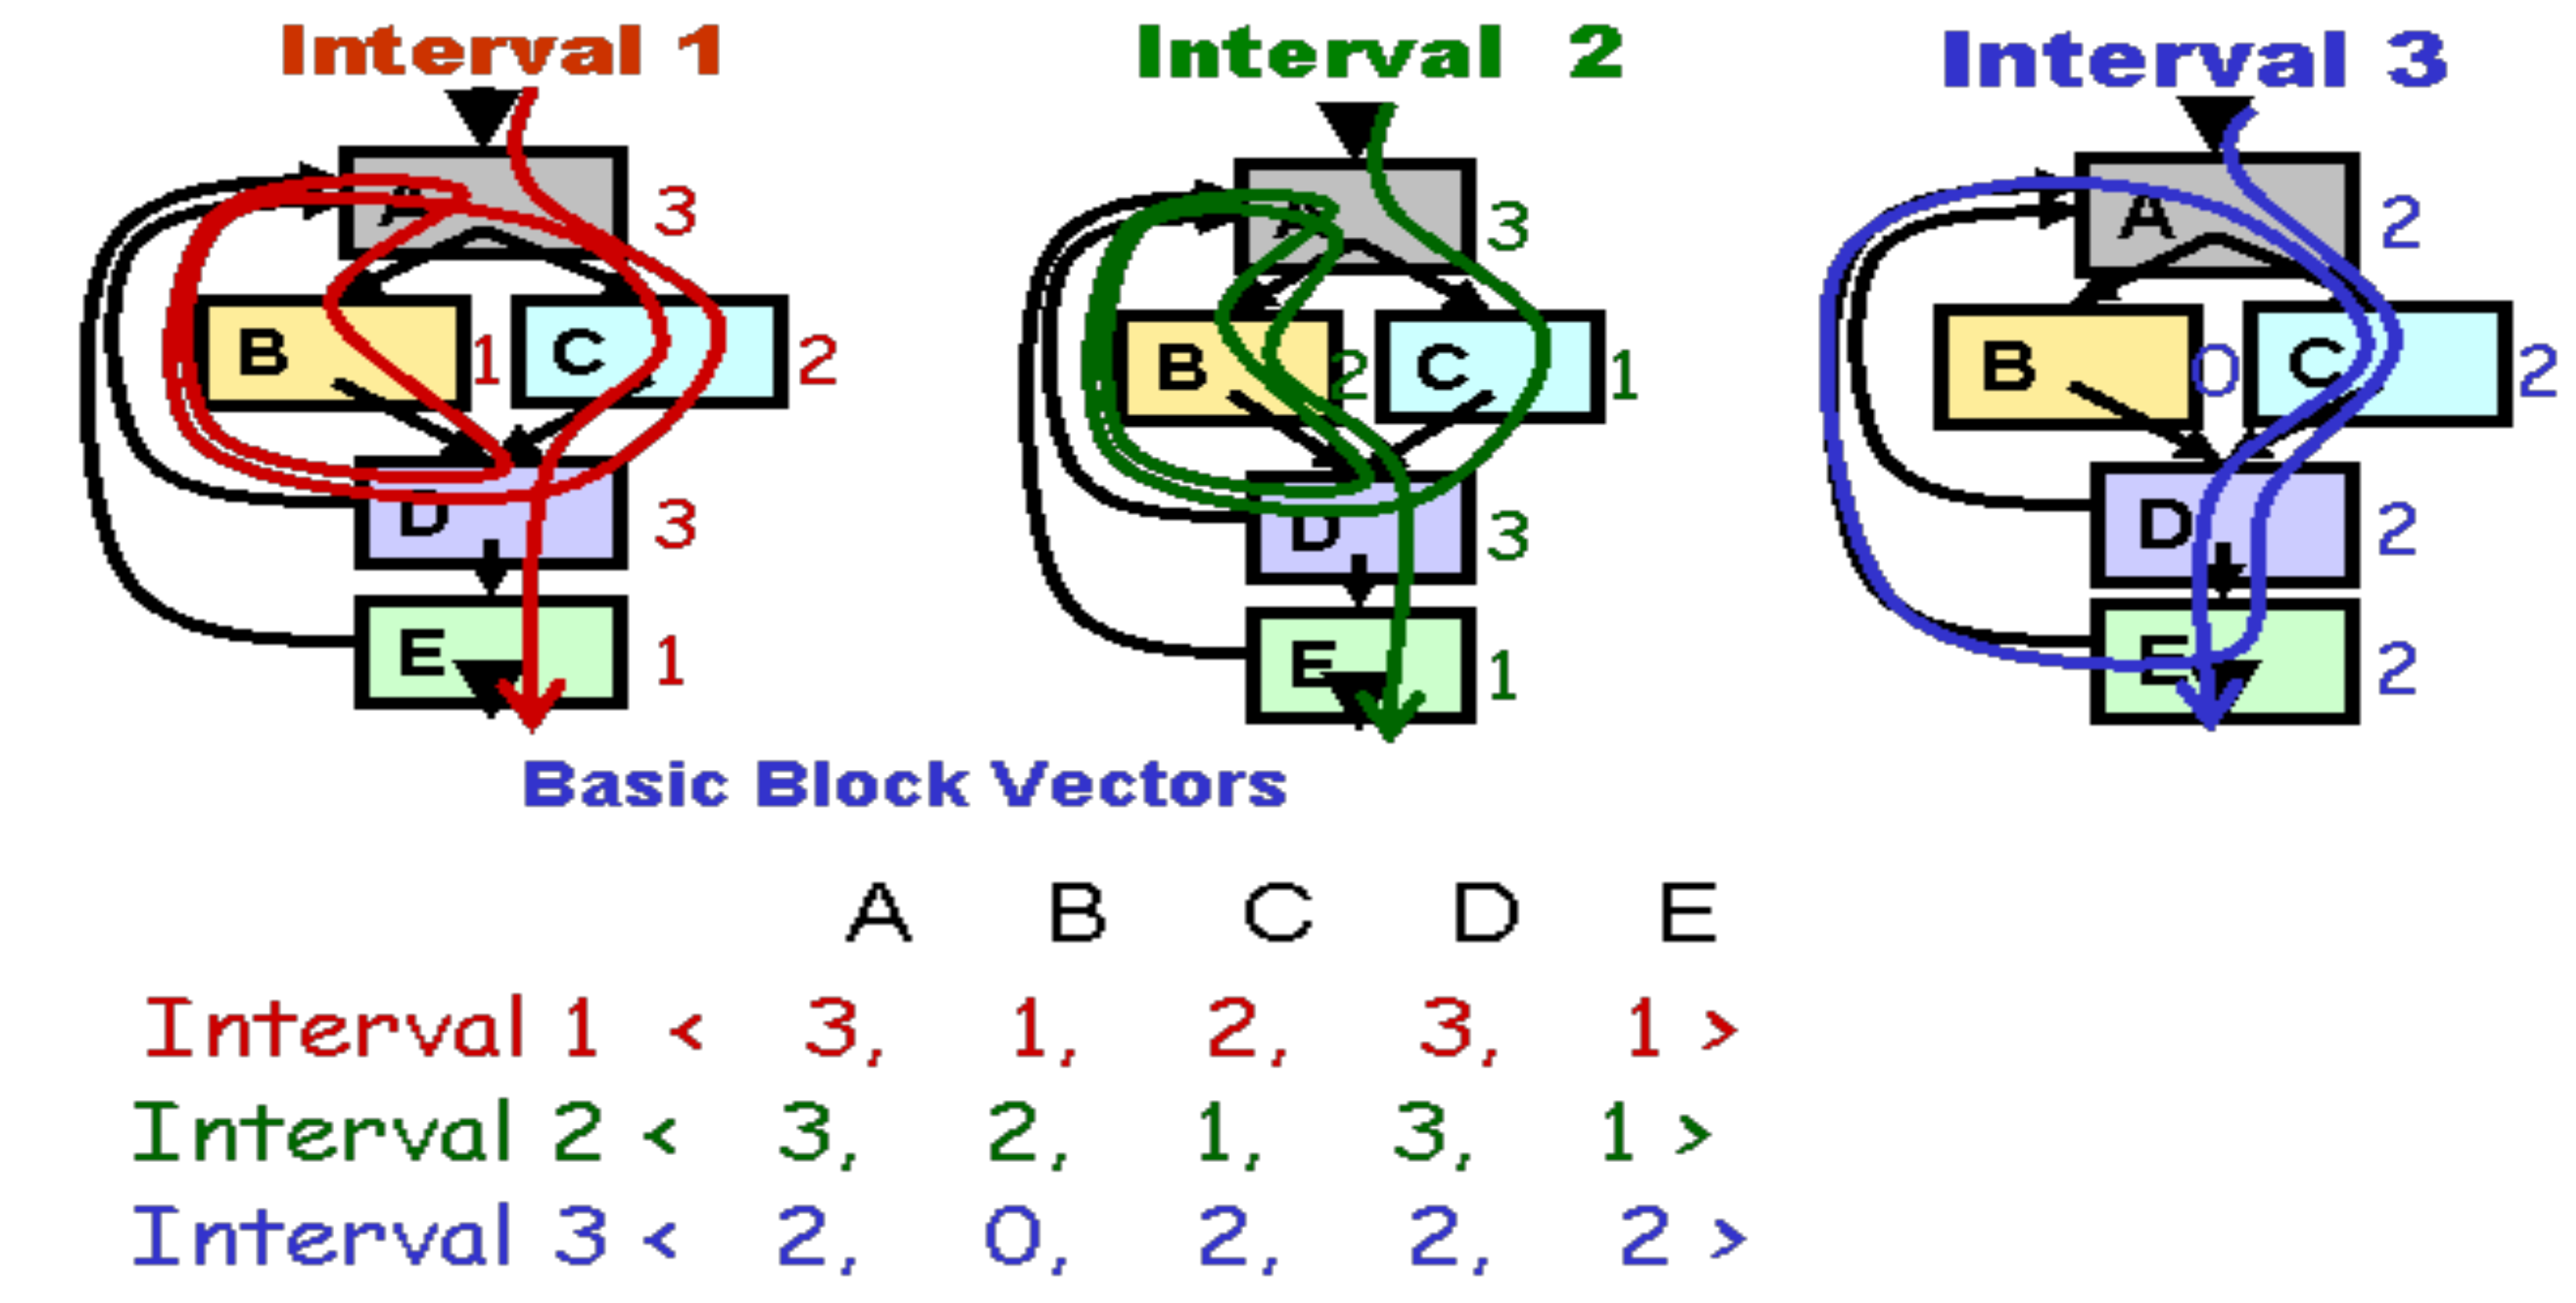 Interval 1
Interval 2
Interval 3
A 3
B 1 C 2
D 3
E 1
A 3
B 2 C 1
D 3
E 1
A 2
B 0 C 2
D 2
E 2
Basic Block Vectors
A B C D E
Interval 1 < 3, 1, 2, 3, 1 >
Interval 2 < 3, 2, 1, 3, 1 >
Interval 3 < 2, 0, 2, 2, 2 >